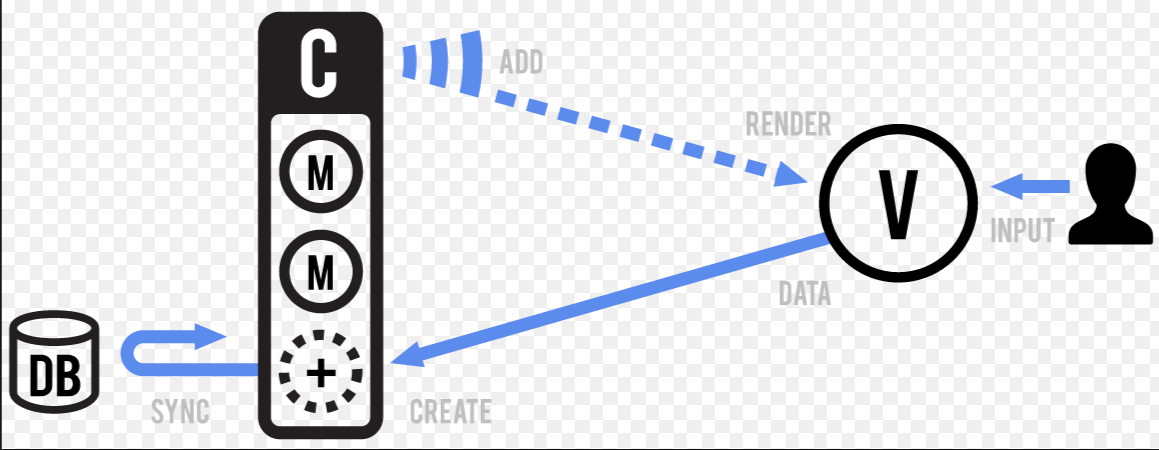 C
ADD
RENDER
M
V
INPUT
M
DATA
DB
+
SYNC
CREATE